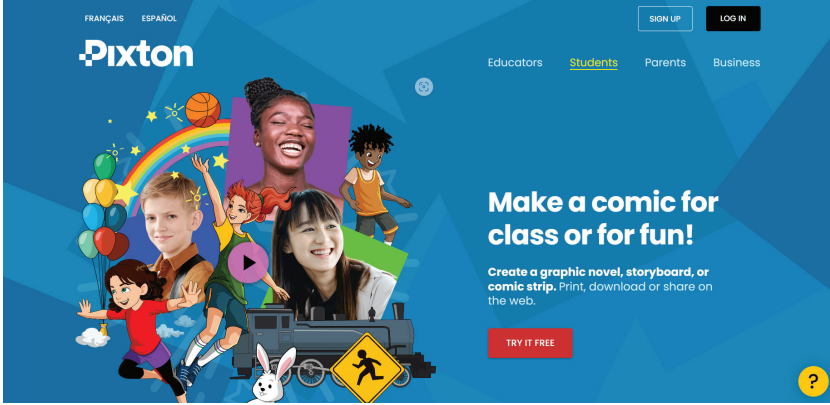 FRANÇAIS ESPAÑOL SIGN UP LOG IN
Pixton
Educators Students Parents Business
Make a comic for
class or for fun!
Create a graphic novel, storyboard, or
comic strip. Print, download or share on
the web.
TRY IT FREE
?